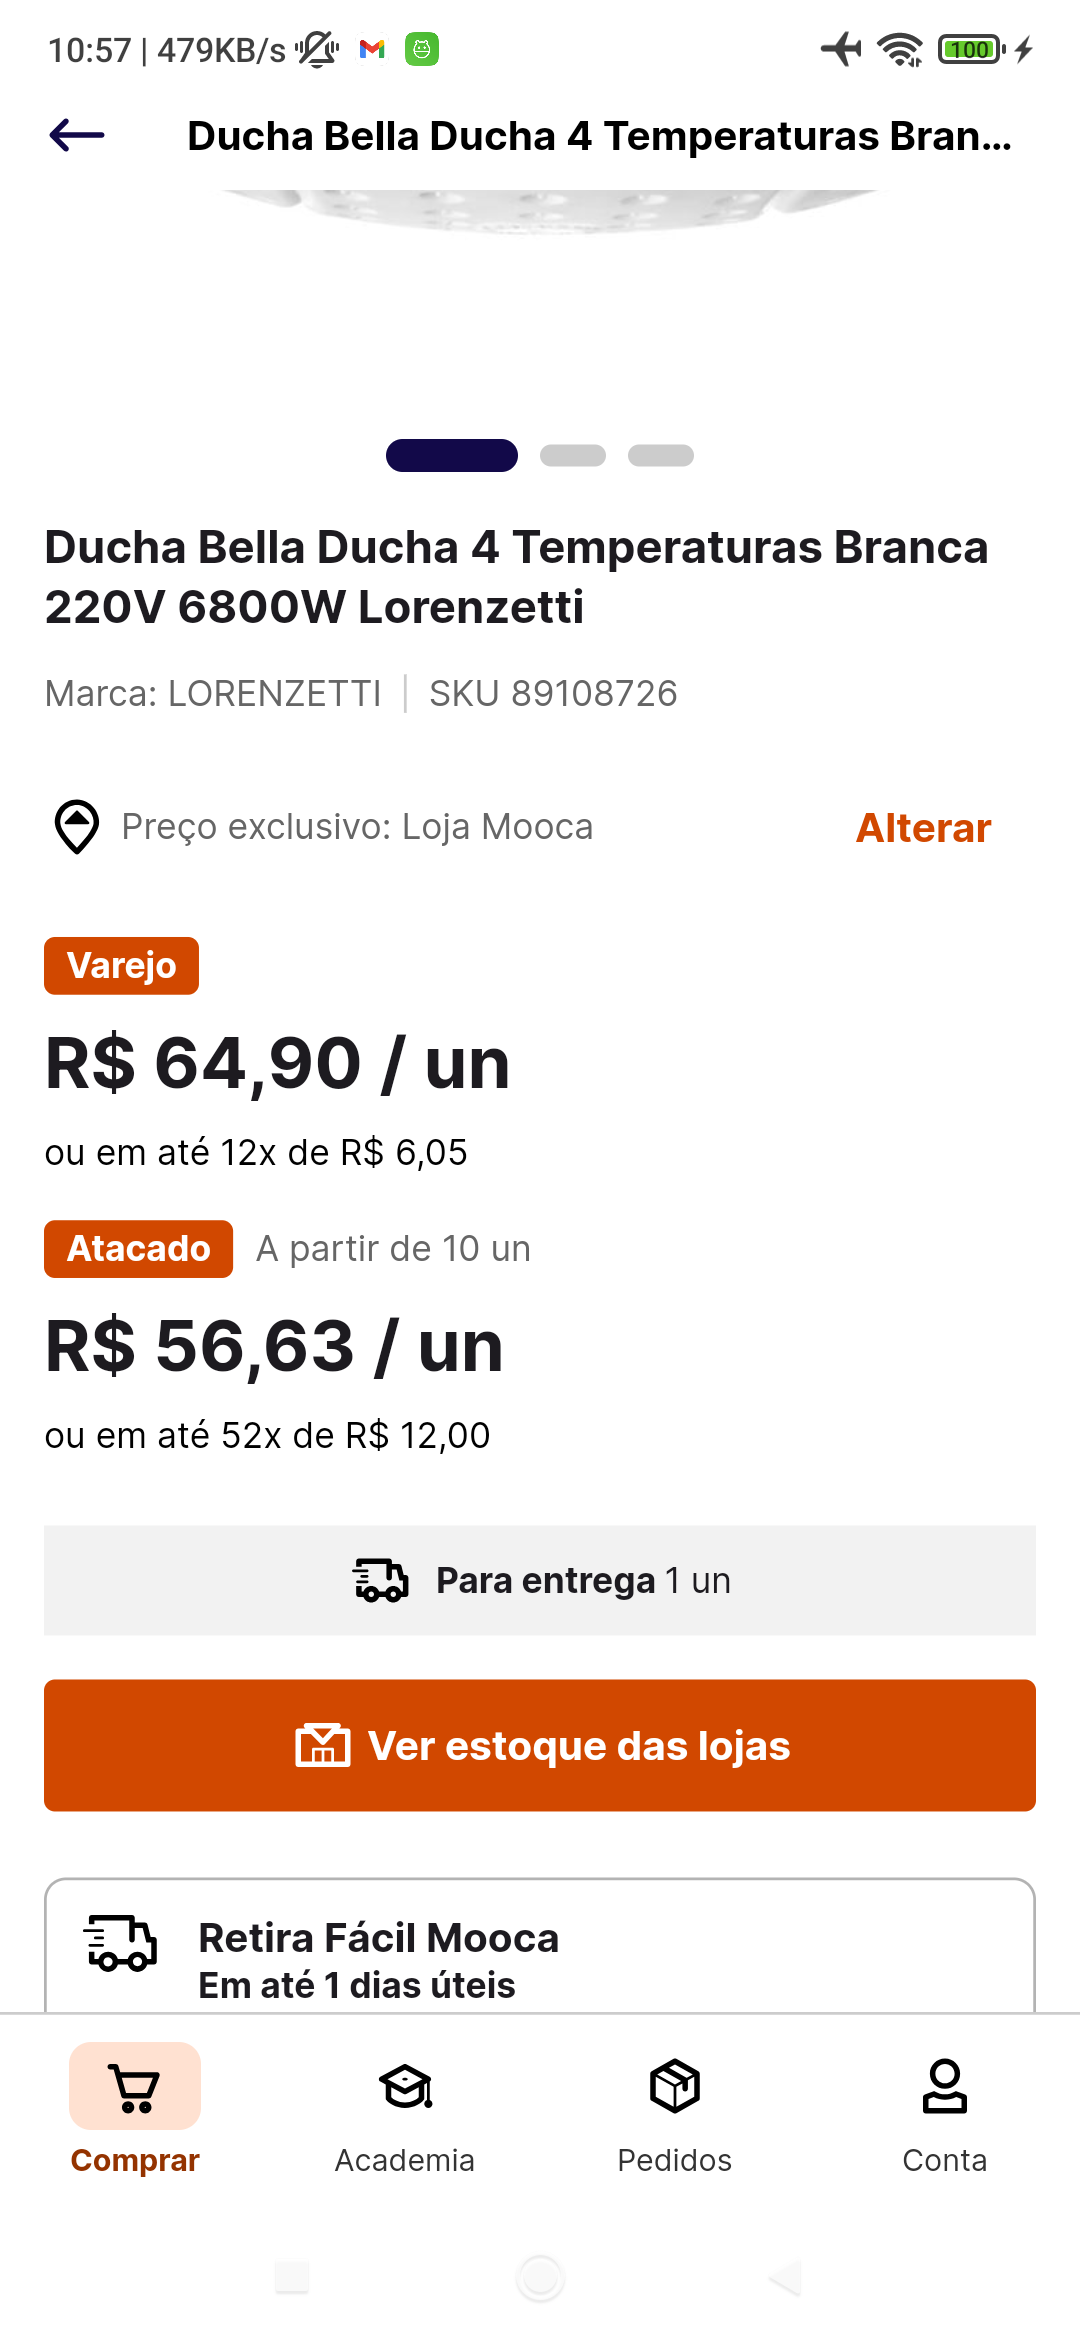 10:57 | 479KB/s
100
Ducha Bella Ducha 4 Temperaturas Bran...
Ducha Bella Ducha 4 Temperaturas Branca
220V 6800W Lorenzetti
Marca: LORENZETTI | SKU 89108726
Preço exclusivo: Loja Mooca
Alterar
Varejo
R$ 64,90 / un
ou em até 12x de R$ 6,05
Atacado A partir de 10 un
R$ 56,63 / un
ou em até 52x de R$ 12,00
Para entrega 1 un
Ver estoque das lojas
Retira Fácil Mooca
Em até 1 dias úteis
Comprar
Academia
Pedidos
Conta